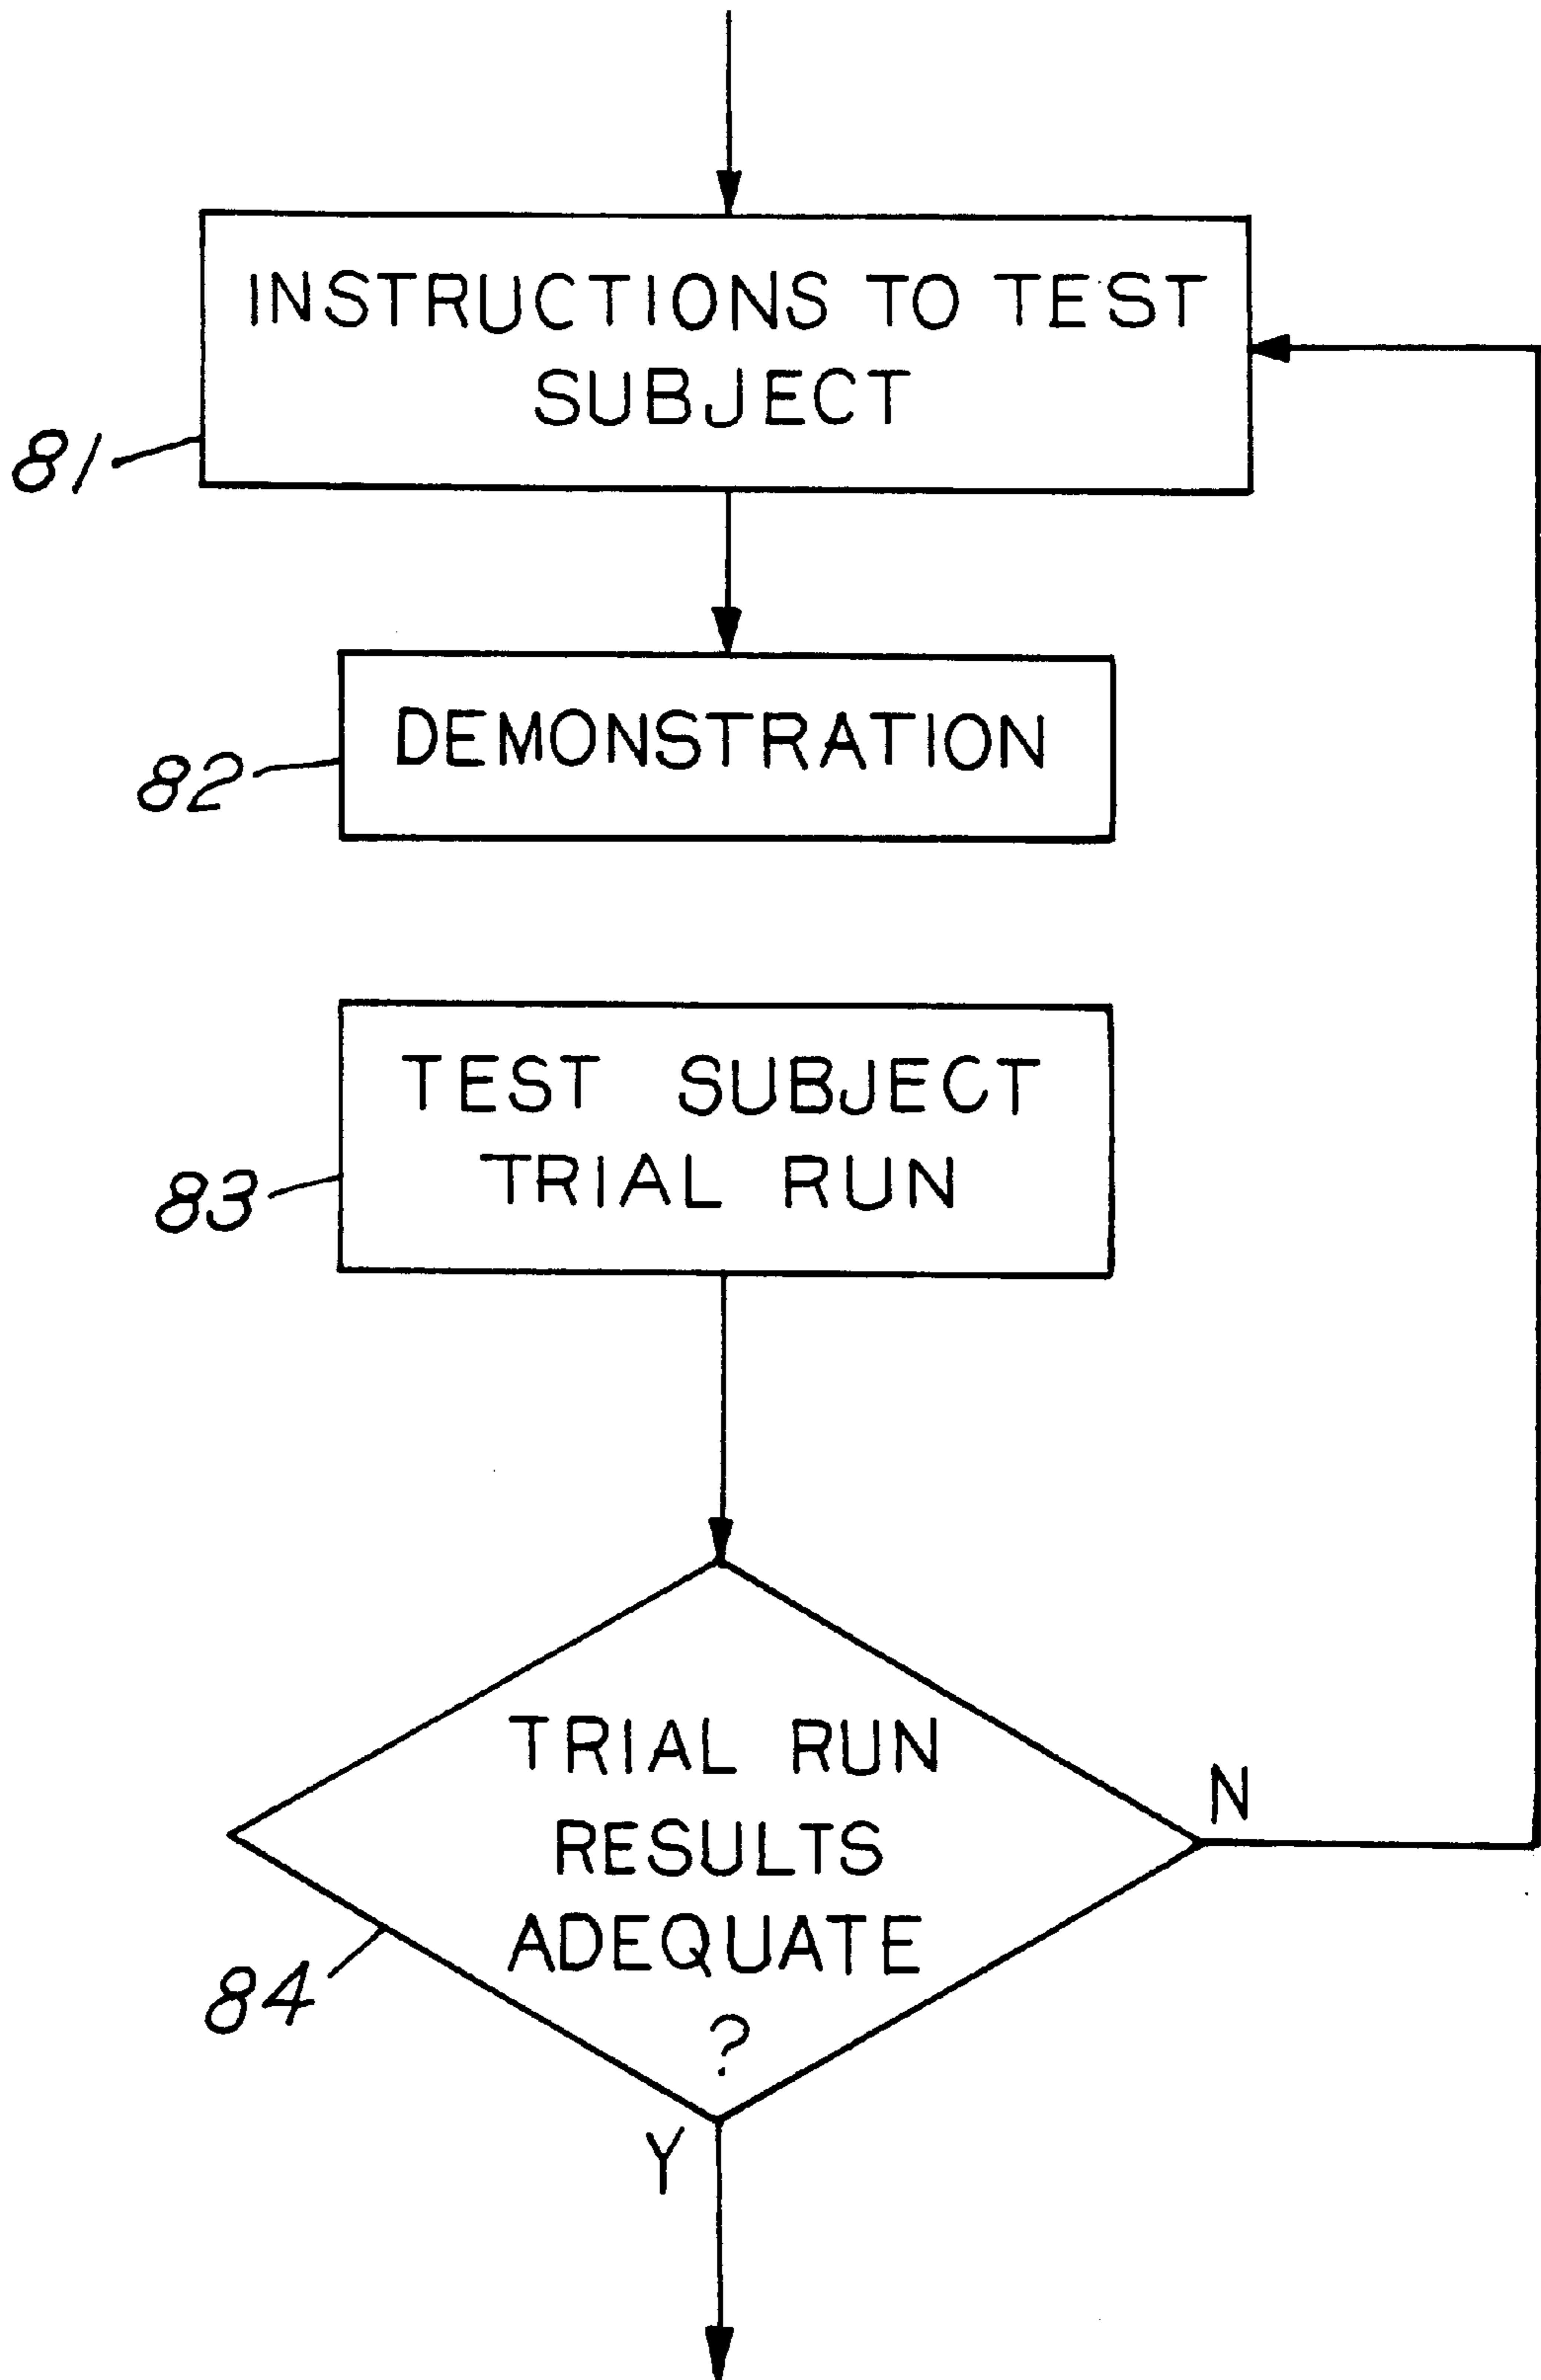 INSTRUCTIONS TO TEST
SUBJECT
81
DEMONSTRATION
82
TEST SUBJECT
TRIAL RUN
83
TRIAL RUN
RESULTS
ADEQUATE
?
N
84
Y